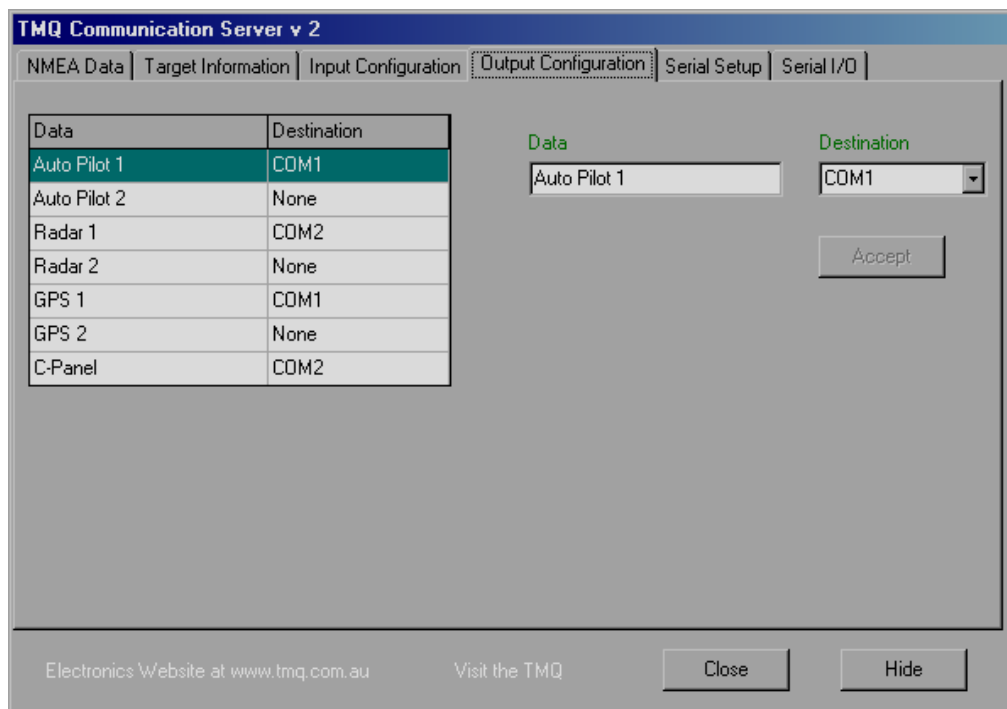 TMQ Communication Server v 2
NMEA Data Target Information Input Configuration Output Configuration Serial Setup Serial I/O
Data Destination
Auto Pilot 1 COM1
Auto Pilot 2 None
Radar 1 COM2
Radar 2 None
GPS 1 COM1
GPS 2 None
C-Panel COM2
Data Destination
Auto Pilot 1 COM1
Accept
Electronics Website at www.tmq.com.au Visit the TMQ Close Hide